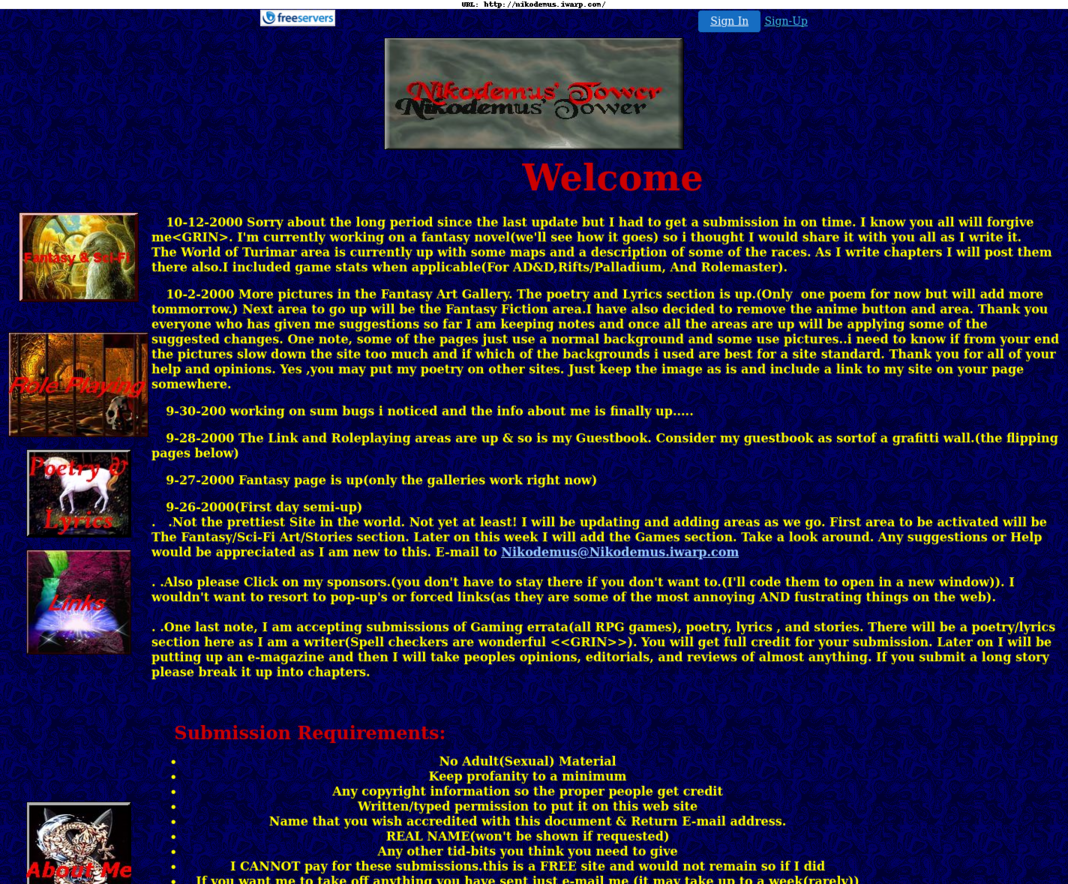 URL: http://nikodemus.iwarp.com/
freeservers
Sign In Sign-Up
Nikodemus' Tower
Nikodemus' Tower
Welcome
Fantasy & Sci-Fi
Role Playing
Poetry &
Lyrics
Links
About Me
10-12-2000 Sorry about the long period since the last update but I had to get a submission in on time. I know you all will forgive
me<GRIN>. I'm currently working on a fantasy novel(we'll see how it goes) so i thought I would share it with you all as I write it.
The World of Turimar area is currently up with some maps and a description of some of the races. As I write chapters I will post them
there also.I included game stats when applicable(For AD&D,Rifts/Palladium, And Rolemaster).
10-2-2000 More pictures in the Fantasy Art Gallery. The poetry and Lyrics section is up.(Only  one poem for now but will add more
tommorrow.) Next area to go up will be the Fantasy Fiction area.I have also decided to remove the anime button and area. Thank you
everyone who has given me suggestions so far I am keeping notes and once all the areas are up will be applying some of the
suggested changes. One note, some of the pages just use a normal background and some use pictures..i need to know if from your end
the pictures slow down the site too much and if which of the backgrounds i used are best for a site standard. Thank you for all of your
help and opinions. Yes ,you may put my poetry on other sites. Just keep the image as is and include a link to my site on your page
somewhere.
9-30-200 working on sum bugs i noticed and the info about me is finally up.....
9-28-2000 The Link and Roleplaying areas are up & so is my Guestbook. Consider my guestbook as sortof a grafitti wall.(the flipping
pages below)
9-27-2000 Fantasy page is up(only the galleries work right now)
9-26-2000(First day semi-up)
.   .Not the prettiest Site in the world. Not yet at least! I will be updating and adding areas as we go. First area to be activated will be
The Fantasy/Sci-Fi Art/Stories section. Later on this week I will add the Games section. Take a look around. Any suggestions or Help
would be appreciated as I am new to this. E-mail to Nikodemus@Nikodemus.iwarp.com
. .Also please Click on my sponsors.(you don't have to stay there if you don't want to.(I'll code them to open in a new window)). I
wouldn't want to resort to pop-up's or forced links(as they are some of the most annoying AND fustrating things on the web).
. .One last note, I am accepting submissions of Gaming errata(all RPG games), poetry, lyrics , and stories. There will be a poetry/lyrics
section here as I am a writer(Spell checkers are wonderful <<GRIN>>). You will get full credit for your submission. Later on I will be
putting up an e-magazine and then I will take peoples opinions, editorials, and reviews of almost anything. If you submit a long story
please break it up into chapters.
Submission Requirements:
• No Adult(Sexual) Material
• Keep profanity to a minimum
• Any copyright information so the proper people get credit
• Written/typed permission to put it on this web site
• Name that you wish accredited with this document & Return E-mail address.
• REAL NAME(won't be shown if requested)
• Any other tid-bits you think you need to give
• I CANNOT pay for these submissions.this is a FREE site and would not remain so if I did
• If you want me to take off anything you have sent just e-mail me (it may take up to a week(rarely))